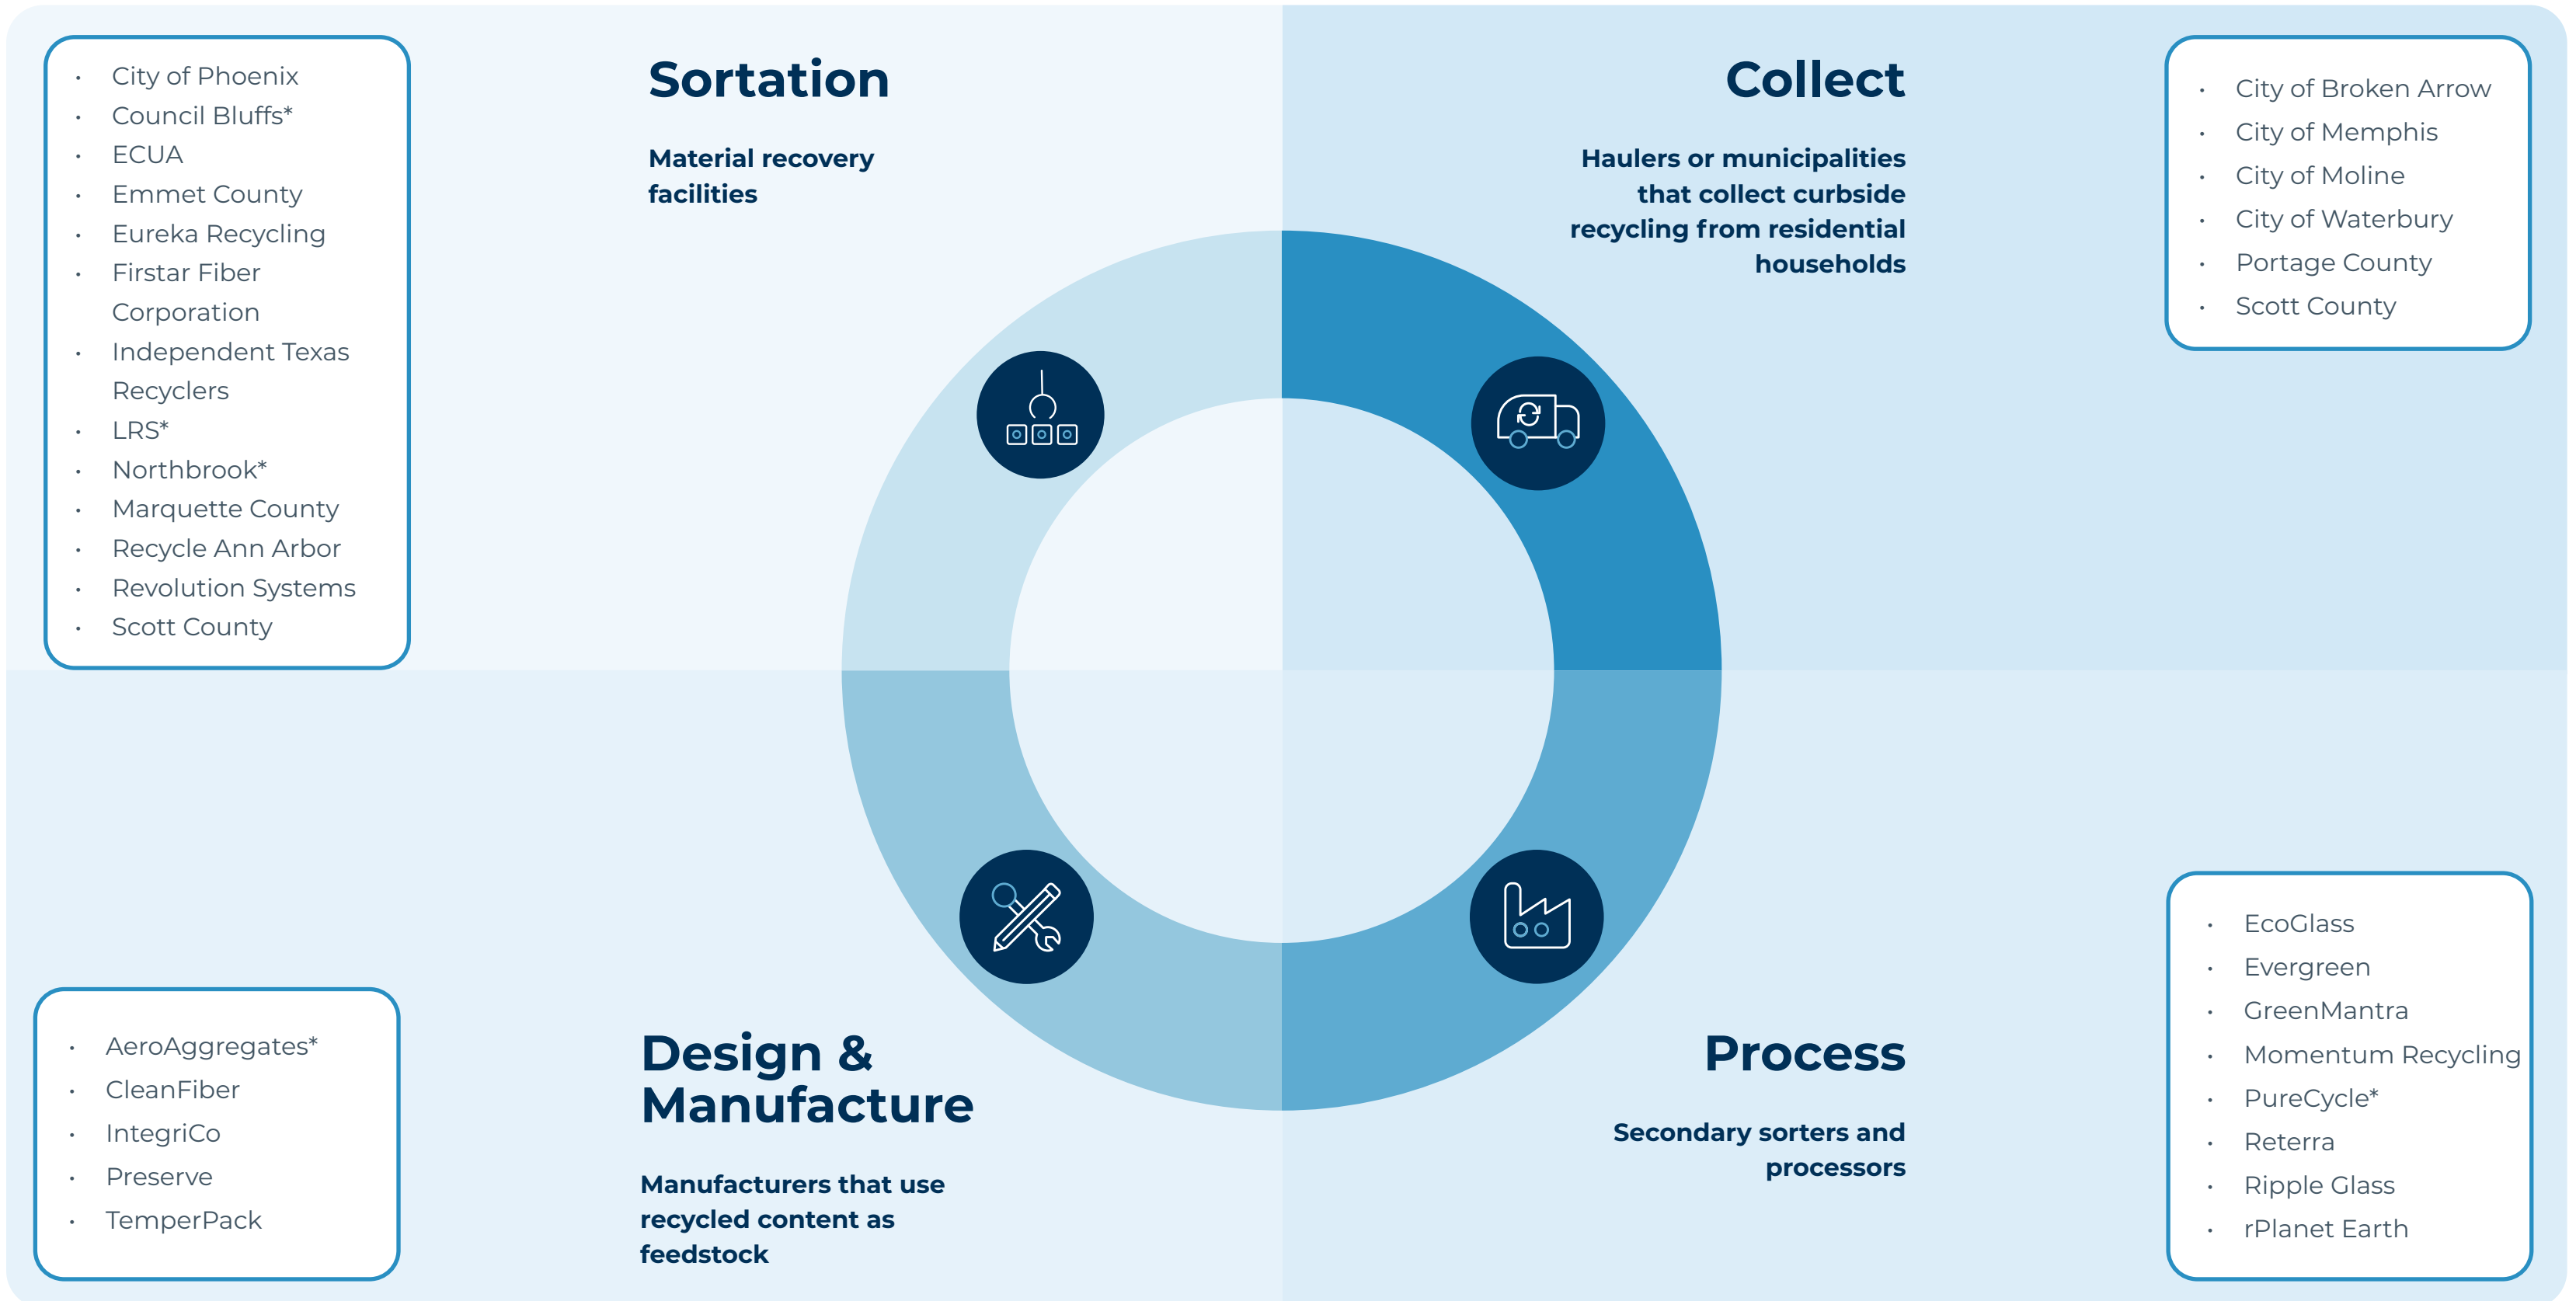 • City of Phoenix
• Council Bluffs*
• ECUA
• Emmet County
• Eureka Recycling
• Firstar Fiber
Corporation
• Independent Texas
Recyclers
• LRS*
• Northbrook*
• Marquette County
• Recycle Ann Arbor
• Revolution Systems
• Scott County
Sortation
Material recovery
facilities
Collect
Haulers or municipalities
that collect curbside
recycling from residential
households
• City of Broken Arrow
• City of Memphis
• City of Moline
• City of Waterbury
• Portage County
• Scott County
• AeroAggregates*
• CleanFiber
• IntegriCo
• Preserve
• TemperPack
Design &
Manufacture
Manufacturers that use
recycled content as
feedstock
Process
Secondary sorters and
processors
• EcoGlass
• Evergreen
• GreenMantra
• Momentum Recycling
• PureCycle*
• Reterra
• Ripple Glass
• rPlanet Earth